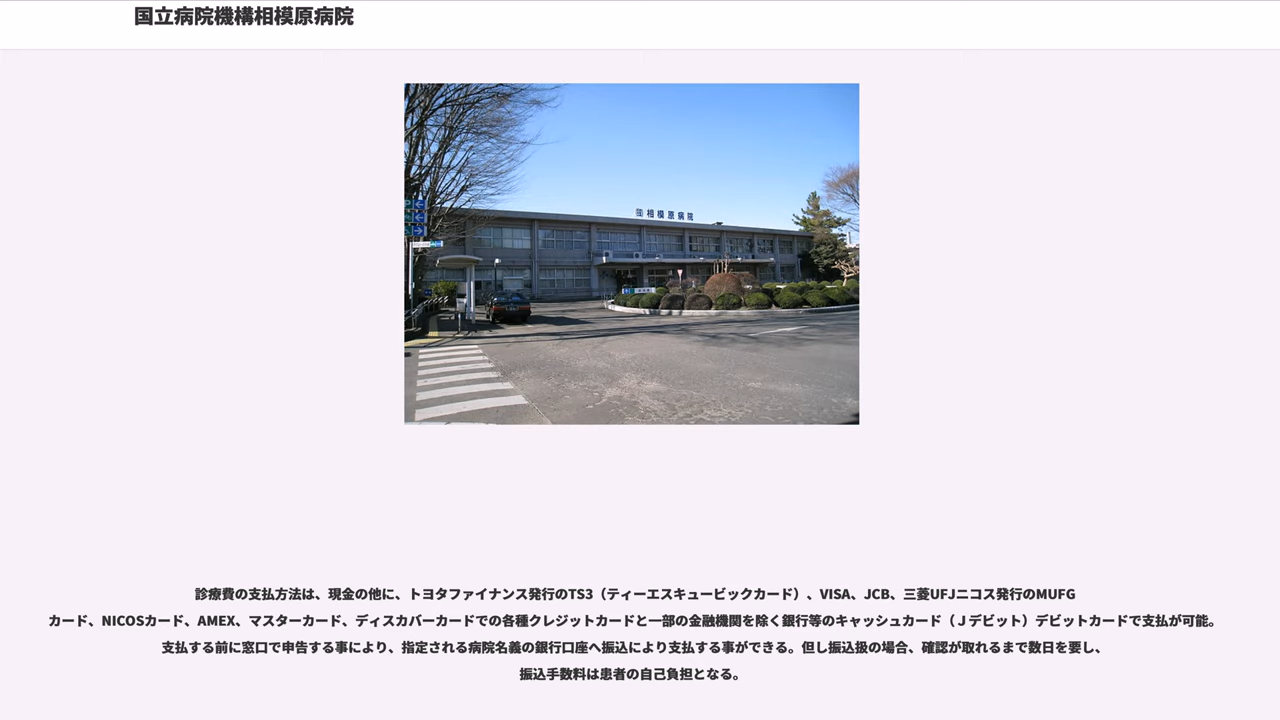 国立病院機構相模原病院
相模原病院
診療費の支払方法は、現金の他に、トヨタファイナンス発行のTS3（ティーエスキュービックカード）、VISA、JCB、三菱UFJニコス発行のMUFG
カード、NICOSカード、AMEX、マスターカード、ディスカバーカードでの各種クレジットカードと一部の金融機関を除く銀行等のキャッシュカード（Ｊデビット）デビットカードで支払が可能。
支払する前に窓口で申告する事により、指定される病院名義の銀行口座へ振込により支払する事ができる。但し振込扱の場合、確認が取れるまで数日を要し、
振込手数料は患者の自己負担となる。